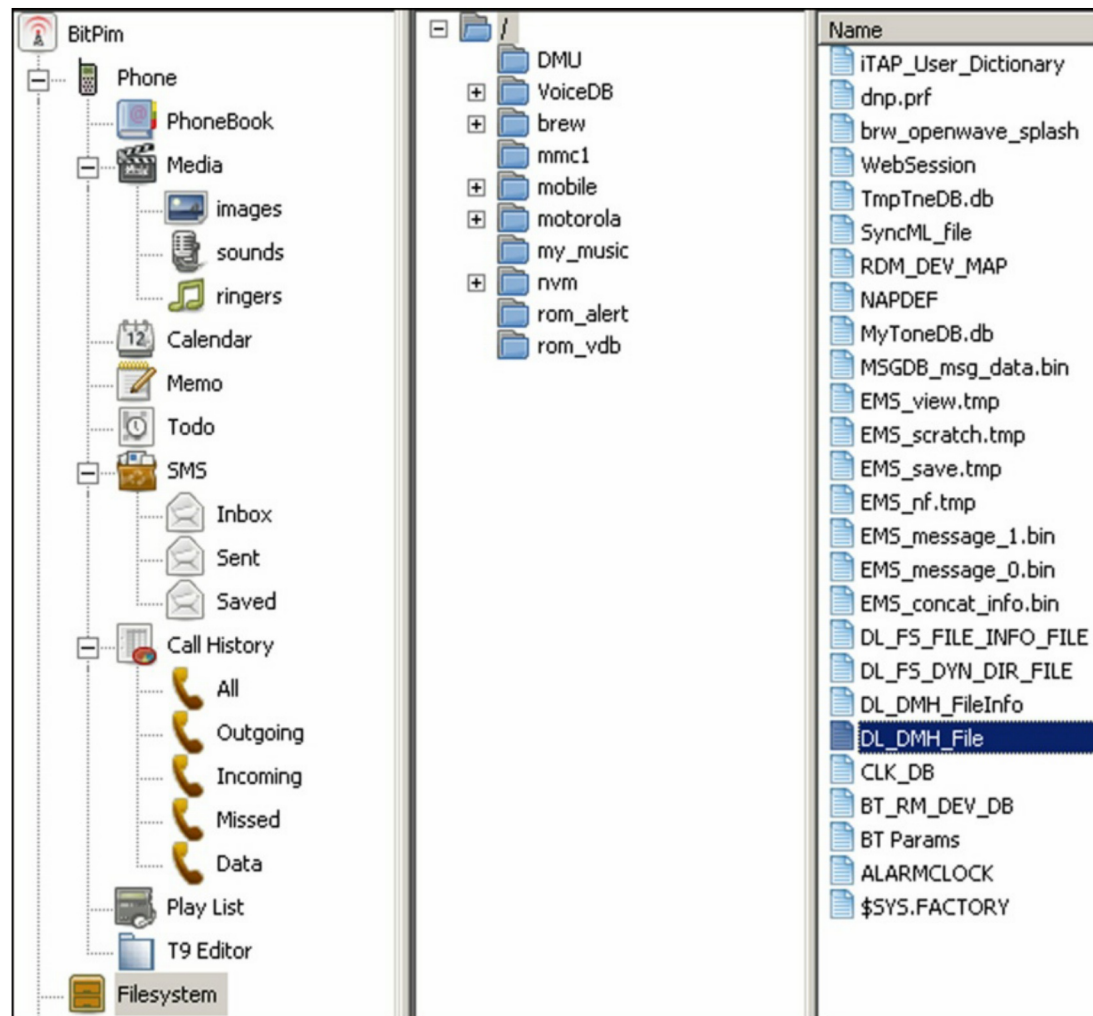 BitPim
Phone
PhoneBook
Media
images
sounds
ringers
12
Calendar
Memo
Todo
SMS
Inbox
Sent
Saved
Call History
All
Outgoing
Incoming
Missed
Data
Play List
T9 Editor
Filesystem
/
DMU
VoiceDB
brew
mmc1
mobile
motorola
my_music
nvm
rom_alert
rom_vdb
Name
iTAP_User_Dictionary
dnp.prf
brw_openwave_splash
WebSession
TmpTneDB.db
SyncML_file
RDM_DEV_MAP
NAPDEF
MyToneDB.db
MSGDB_msg_data.bin
EMS_view.tmp
EMS_scratch.tmp
EMS_save.tmp
EMS_nf.tmp
EMS_message_1.bin
EMS_message_0.bin
EMS_concat_info.bin
DL_FS_FILE_INFO_FILE
DL_FS_DYN_DIR_FILE
DL_DMH_FileInfo
DL_DMH_File
CLK_DB
BT_RM_DEV_DB
BT Params
ALARMCLOCK
$SYS.FACTORY